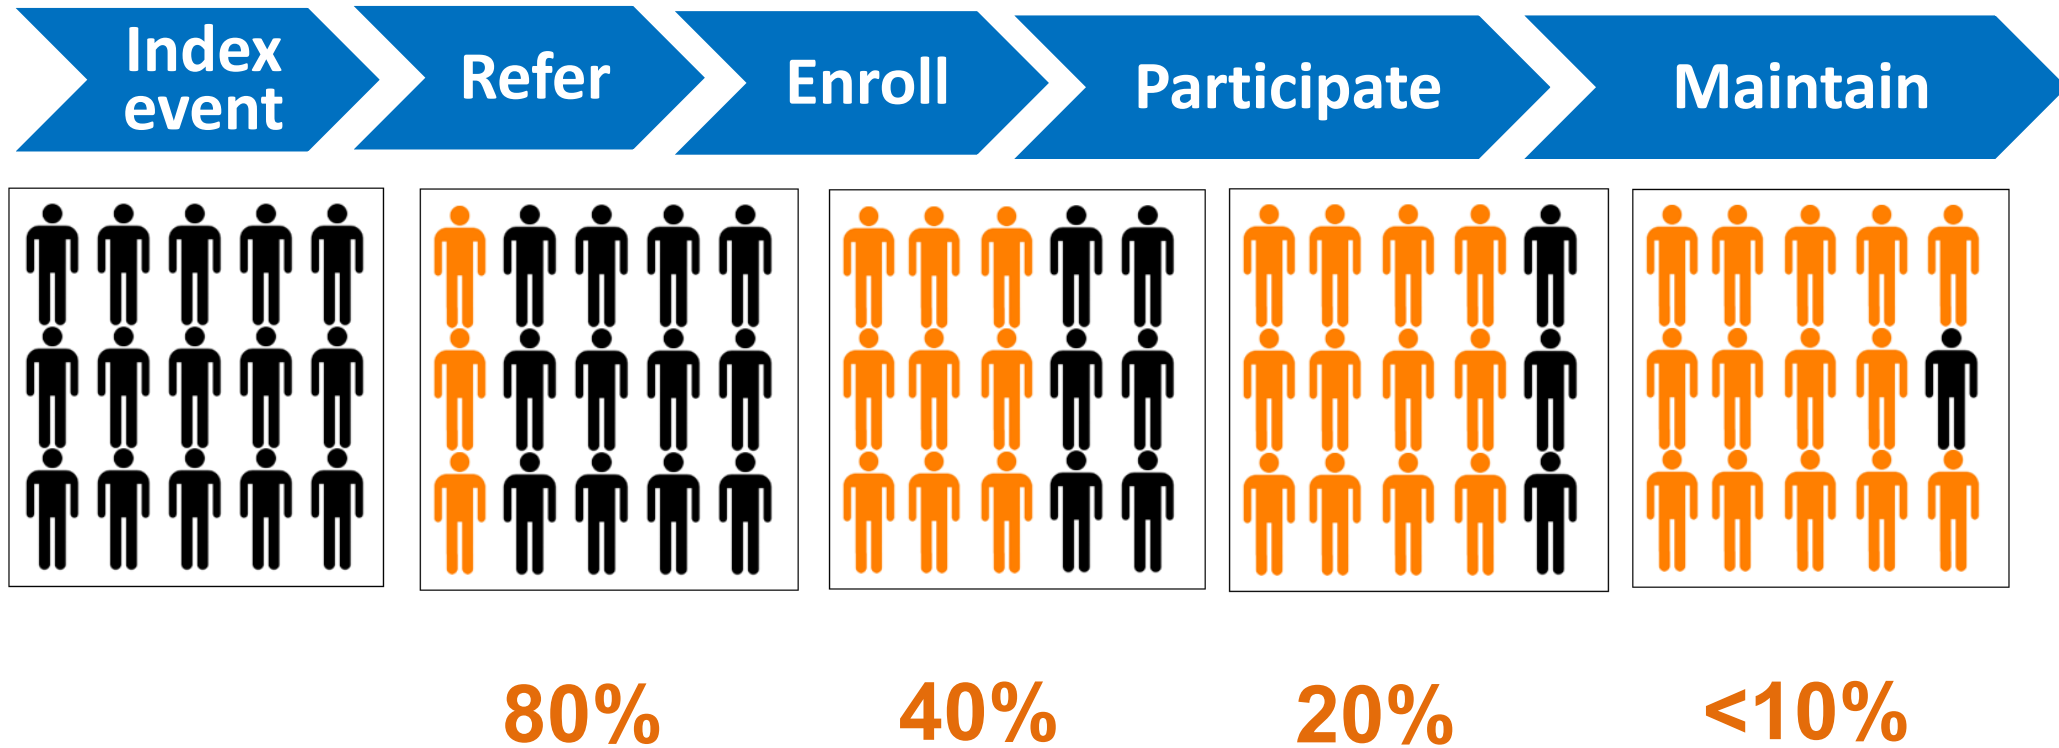 Index
event
Refer
Enroll
Participate
Maintain
80%
40%
20%
<10%